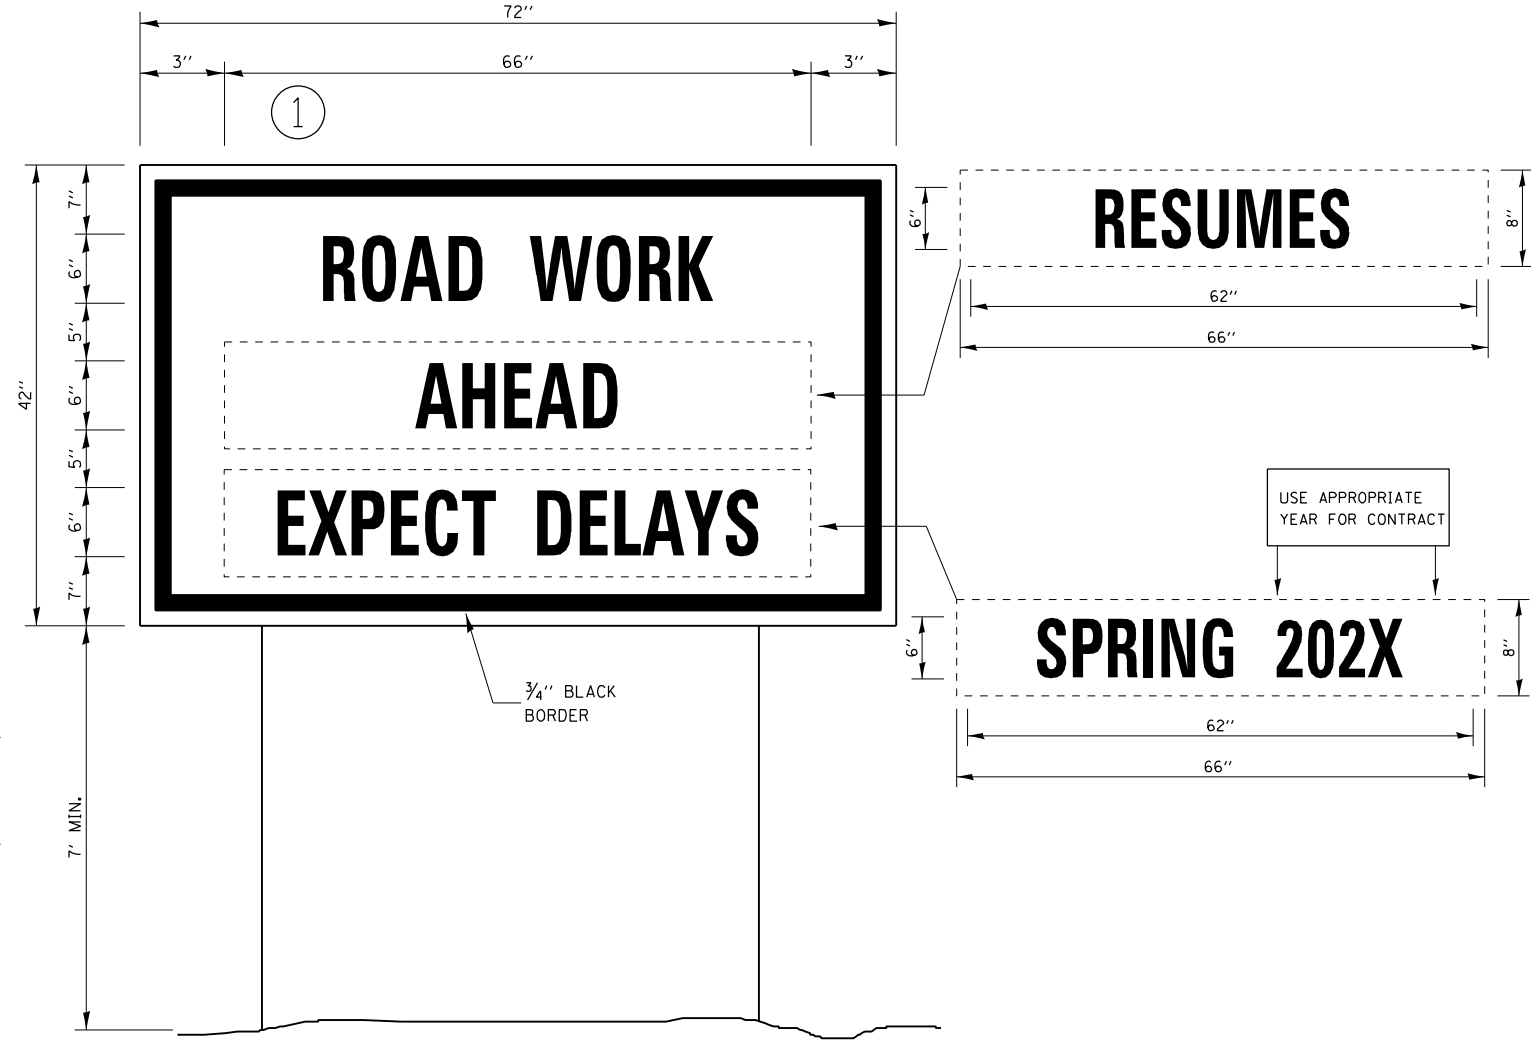 72''
3'' 66'' 3''
1
7''
6''
5''
6''
5''
6''
7''
42''
7' MIN.
ROAD WORK
AHEAD
EXPECT DELAYS
3/4'' BLACK
BORDER
6''
RESUMES
8''
62''
66''
USE APPROPRIATE
YEAR FOR CONTRACT
6''
SPRING 202X
8''
62''
66''